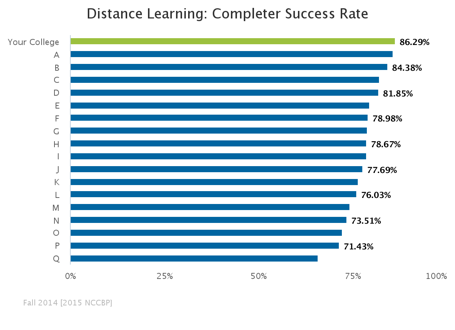 Distance Learning: Completer Success Rate
Your College 86.29%
A
B 84.38%
C
D 81.85%
E
F 78.98%
G
H 78.67%
I
J 77.69%
K
L 76.03%
M
N 73.51%
O
P 71.43%
Q
0% 25% 50% 75% 100%
Fall 2014 [2015 NCCBP]